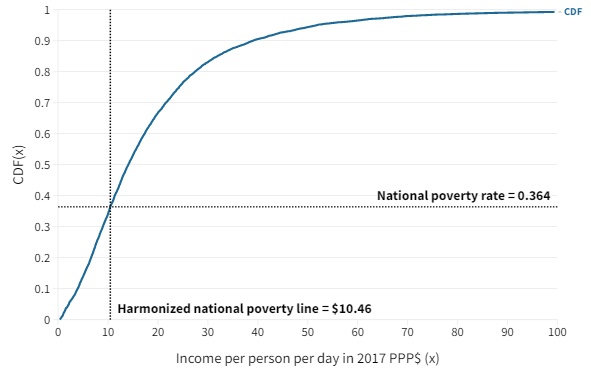 1
CDF
0.9
0.8
0.7
0.6
0.5
CDF(x)
0.4
National poverty rate = 0.364
0.3
0.2
0.1
Harmonized national poverty line = $10.46
0
0 10 20 30 40 50 60 70 80 90 100
Income per person per day in 2017 PPP$ (x)